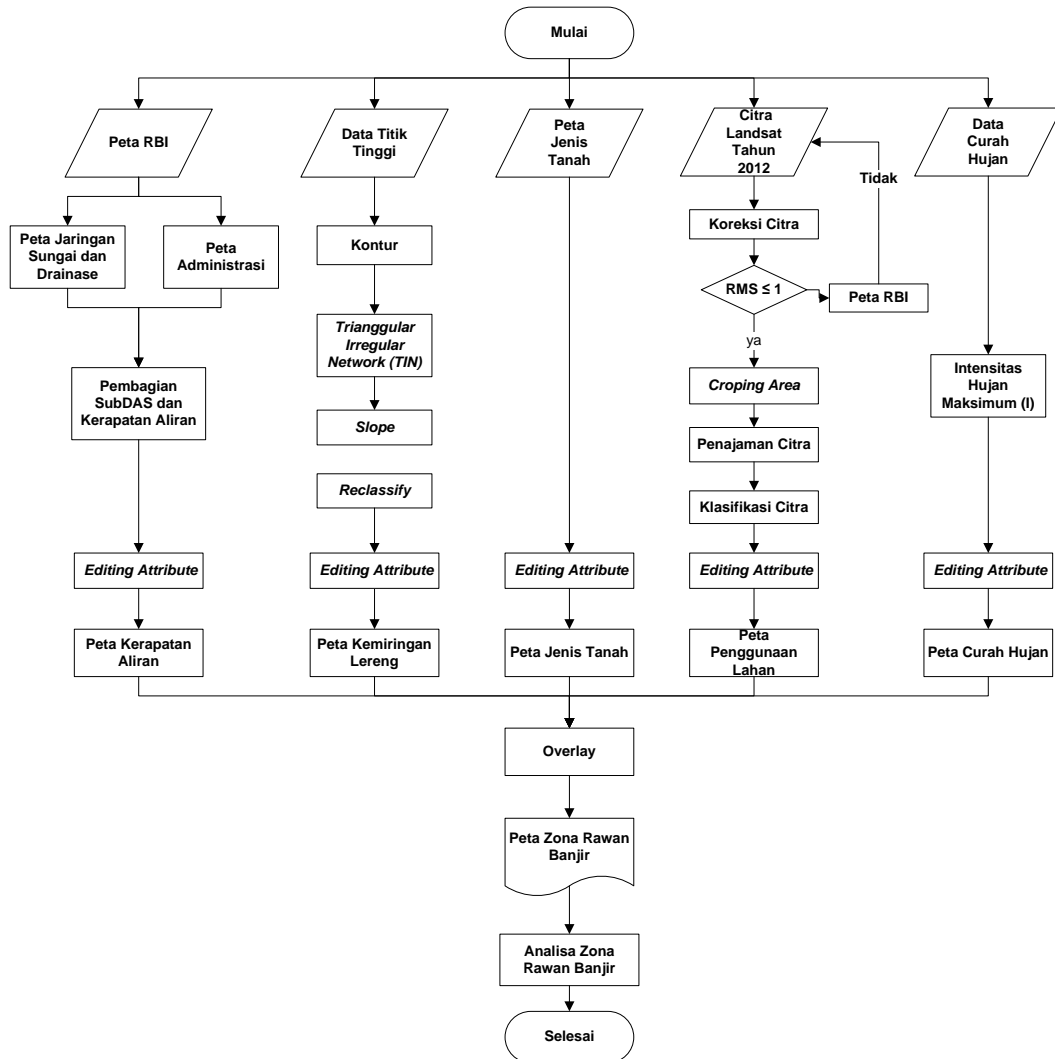 Mulai
Peta RBI
Data Titik
Tinggi
Peta
Jenis
Tanah
Citra
Landsat
Tahun
2012
Data
Curah
Hujan
Tidak
Peta Jaringan
Sungai dan
Drainase
Peta
Administrasi
Kontur
Koreksi Citra
RMS ≤ 1
Peta RBI
ya
Trianggular
Irregular
Network (TIN)
Pembagian
SubDAS dan
Kerapatan Aliran
Slope
Croping Area
Intensitas
Hujan
Maksimum (I)
Penajaman Citra
Reclassify
Klasifikasi Citra
Editing Attribute
Editing Attribute
Editing Attribute
Editing Attribute
Editing Attribute
Peta Kerapatan
Aliran
Peta Kemiringan
Lereng
Peta Jenis Tanah
Peta
Penggunaan
Lahan
Peta Curah Hujan
Overlay
Peta Zona Rawan
Banjir
Analisa Zona
Rawan Banjir
Selesai